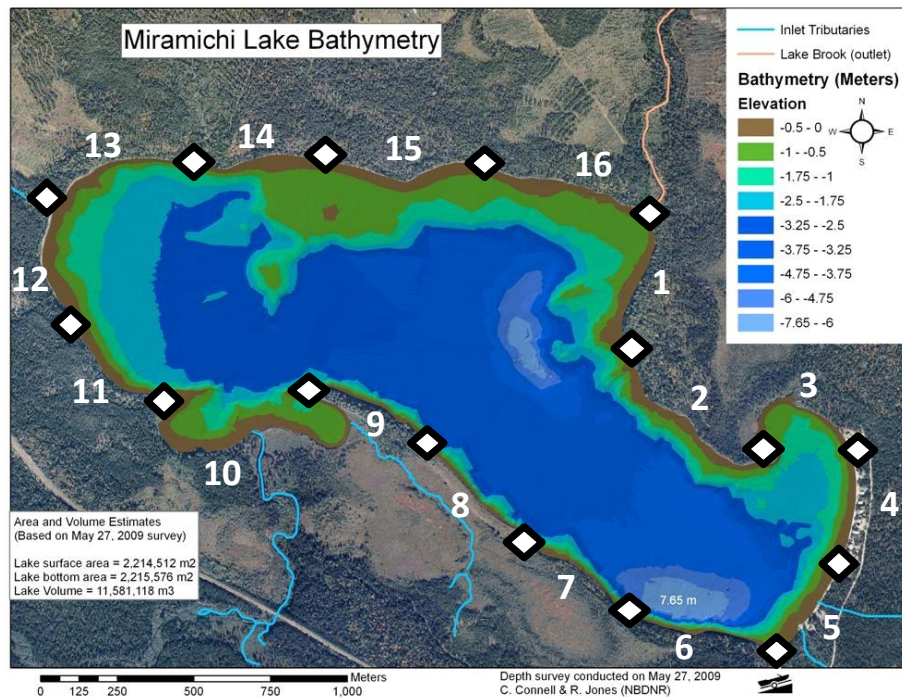 Miramichi Lake Bathymetry
Inlet Tributaries
Lake Brook (outlet)
Bathymetry (Meters)
Elevation
-0.5 - 0
-1 - -0.5
-1.75 - -1
-2.5 - -1.75
-3.25 - -2.5
-3.75 - -3.25
-4.75 - -3.75
-6 - -4.75
-7.65 - -6
N
W
E
S
13
14
15
16
12
1
11
2
3
10
9
8
4
7
6
5
7.65 m
Area and Volume Estimates
(Based on May 27, 2009 survey)
Lake surface area = 2,214,512 m2
Lake bottom area = 2,215,576 m2
Lake Volume = 11,581,118 m3
Meters
0 125 250 500 750 1,000
Depth survey conducted on May 27, 2009
C. Connell & R. Jones (NBDNR)